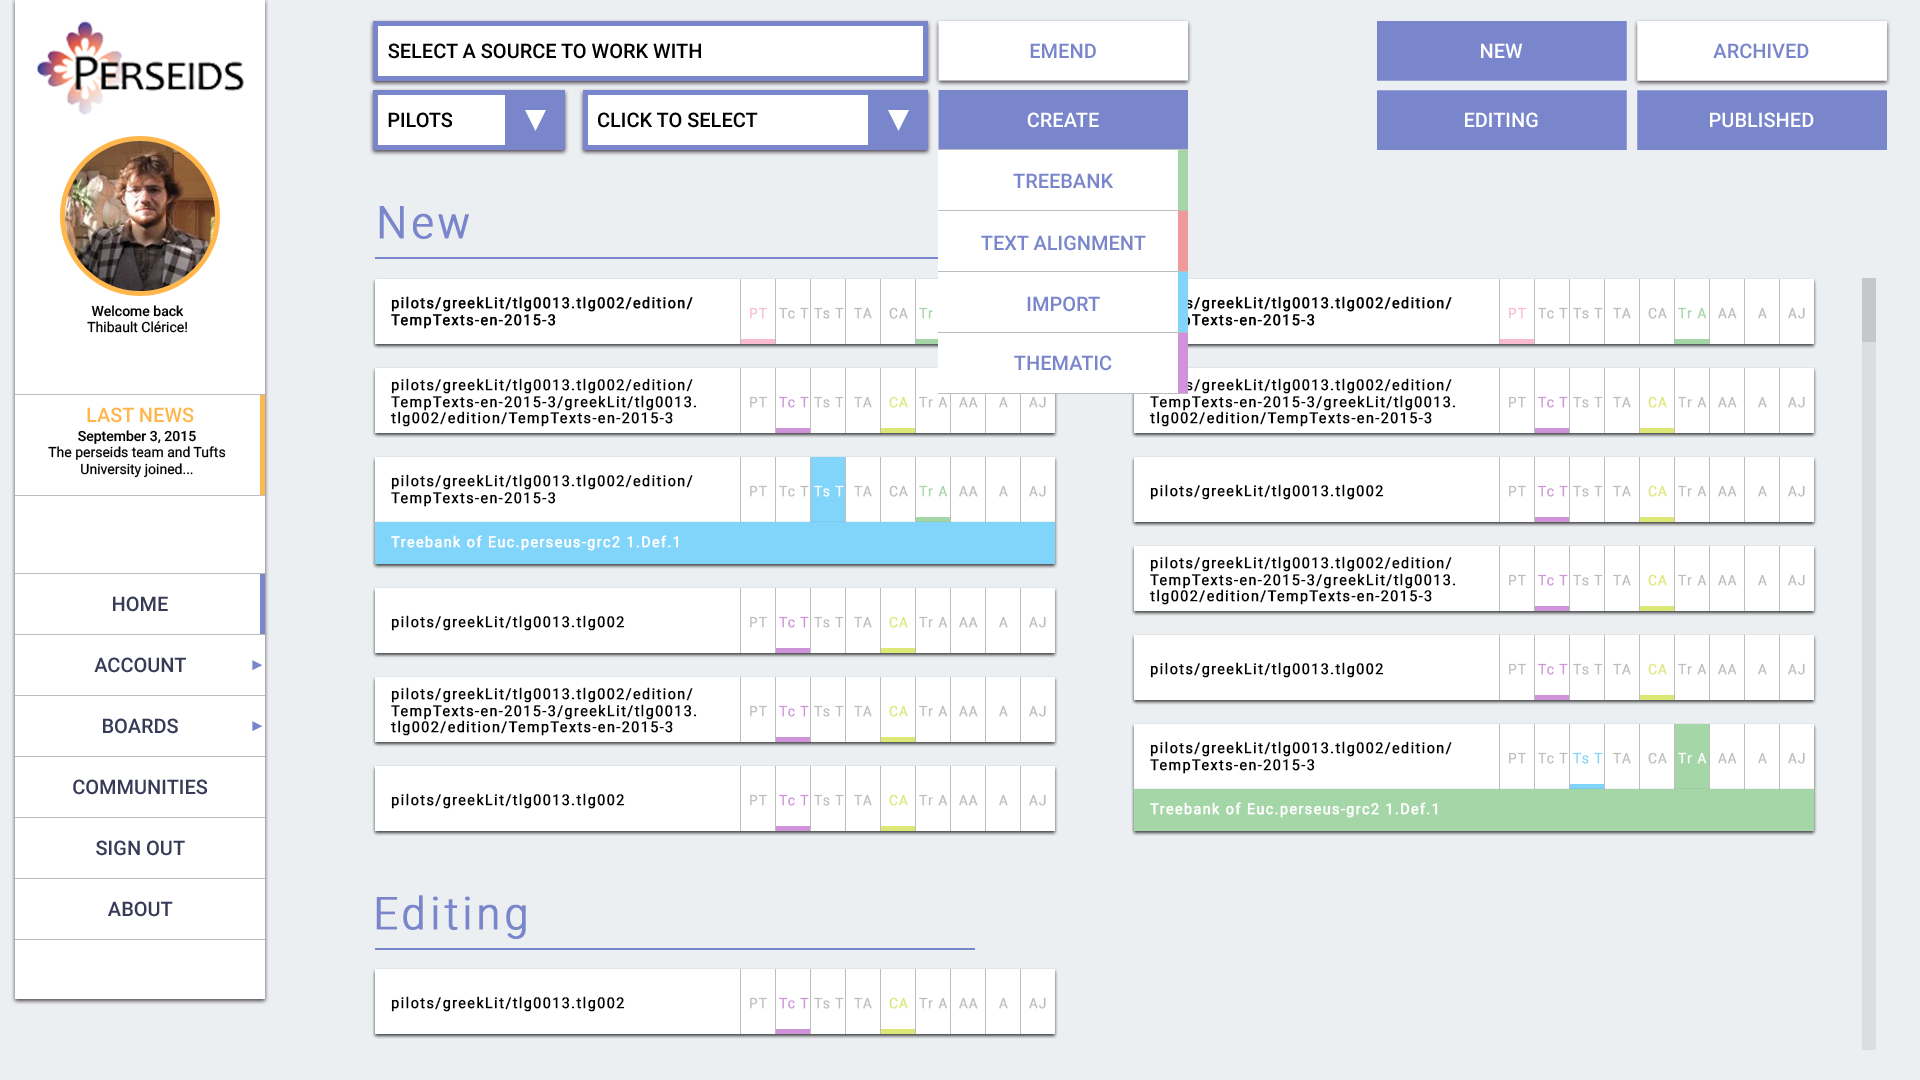 PERSEIDS
Welcome back
Thibault Clérice!
LAST NEWS
September 3, 2015
The perseids team and Tufts
University joined...
HOME
ACCOUNT
BOARDS
COMMUNITIES
SIGN OUT
ABOUT
SELECT A SOURCE TO WORK WITH
EMEND
NEW
ARCHIVED
PILOTS
CLICK TO SELECT
CREATE
EDITING
PUBLISHED
TREEBANK
TEXT ALIGNMENT
IMPORT
THEMATIC
New
pilots/greekLit/tlg0013.tlg002/edition/
TempTexts-en-2015-3
PT Tc T Ts T TA CA Tr
pilots/greekLit/tlg0013.tlg002/edition/
TempTexts-en-2015-3/greekLit/tlg0013.
tlg002/edition/TempTexts-en-2015-3
PT Tc T Ts T TA CA Tr A AA A AJ
pilots/greekLit/tlg0013.tlg002/edition/
TempTexts-en-2015-3
PT Tc T Ts T TA CA Tr A AA A AJ
Treebank of Euc.perseus-grc2 1.Def.1
pilots/greekLit/tlg0013.tlg002
PT Tc T Ts T TA CA Tr A AA A AJ
pilots/greekLit/tlg0013.tlg002/edition/
TempTexts-en-2015-3/greekLit/tlg0013.
tlg002/edition/TempTexts-en-2015-3
PT Tc T Ts T TA CA Tr A AA A AJ
pilots/greekLit/tlg0013.tlg002
PT Tc T Ts T TA CA Tr A AA A AJ
s/greekLit/tlg0013.tlg002/edition/
pTexts-en-2015-3
PT Tc T Ts T TA CA Tr A AA A AJ
s/greekLit/tlg0013.tlg002/edition/
TempTexts-en-2015-3/greekLit/tlg0013.
tlg002/edition/TempTexts-en-2015-3
PT Tc T Ts T TA CA Tr A AA A AJ
pilots/greekLit/tlg0013.tlg002
PT Tc T Ts T TA CA Tr A AA A AJ
pilots/greekLit/tlg0013.tlg002/edition/
TempTexts-en-2015-3/greekLit/tlg0013.
tlg002/edition/TempTexts-en-2015-3
PT Tc T Ts T TA CA Tr A AA A AJ
pilots/greekLit/tlg0013.tlg002
PT Tc T Ts T TA CA Tr A AA A AJ
pilots/greekLit/tlg0013.tlg002/edition/
TempTexts-en-2015-3
PT Tc T Ts T TA CA Tr A AA A AJ
Treebank of Euc.perseus-grc2 1.Def.1
Editing
pilots/greekLit/tlg0013.tlg002
PT Tc T Ts T TA CA Tr A AA A AJ